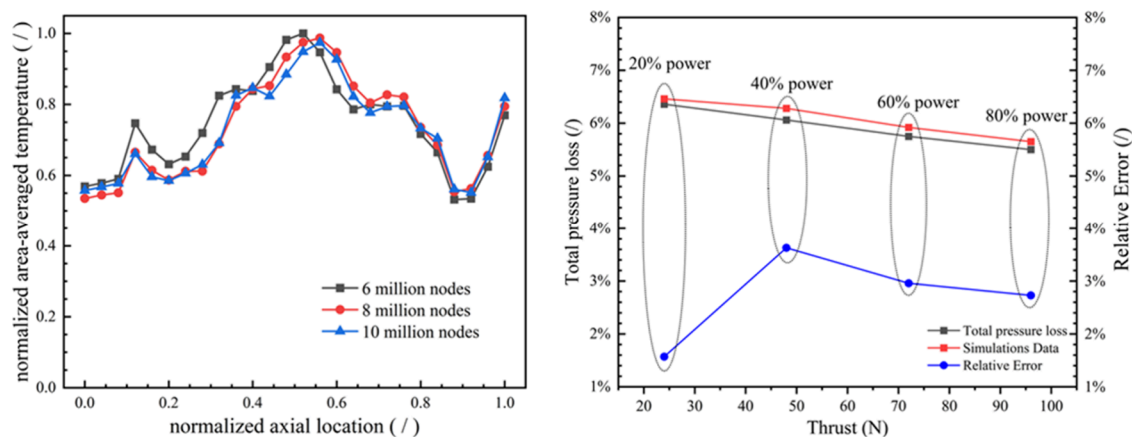 normalized area-averaged temperature ( / )
1.0
0.8
0.6
0.4
0.2
0.0
0.0 0.2 0.4 0.6 0.8 1.0
normalized axial location ( / )
6 million nodes
8 million nodes
10 million nodes
Total pressure loss(/)
8%
7%
6%
5%
4%
3%
2%
1%
20% power
40% power
60% power
80% power
Total pressure loss
Simulations Data
Relative Error
20 30 40 50 60 70 80 90 100
Thrust (N)
8%
7%
6%
5%
4%
3%
2%
1%
Relative Error(/)